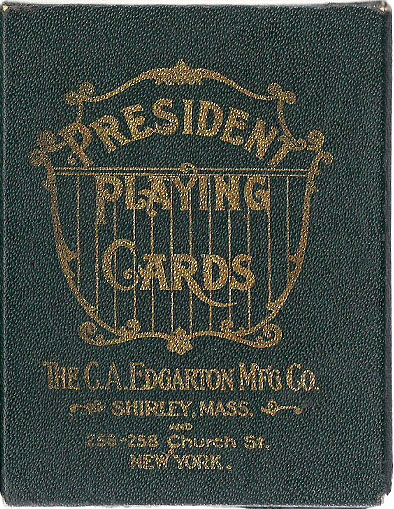 PRESIDENT
PLAYING
CARDS
THE C.A. EDGARTON MFG CO.
SHIRLEY, MASS.
AND
256-258 Church St.
NEW YORK.